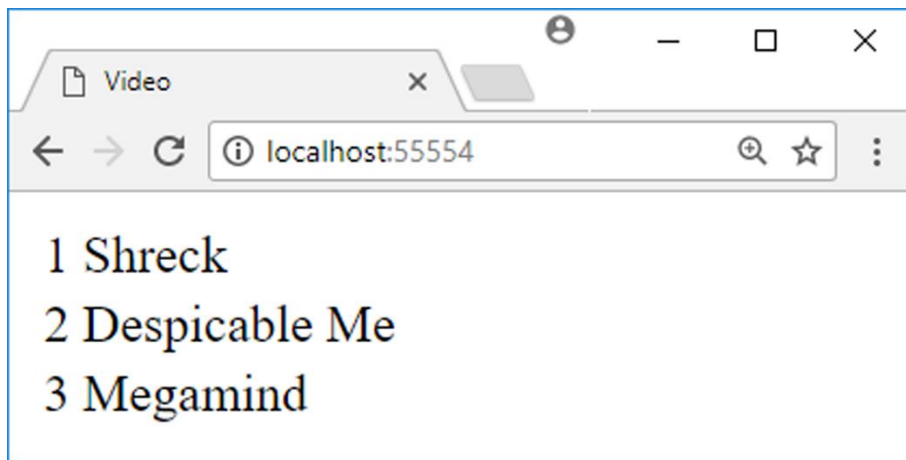 Video
localhost:55554
1 Shreck
2 Despicable Me
3 Megamind